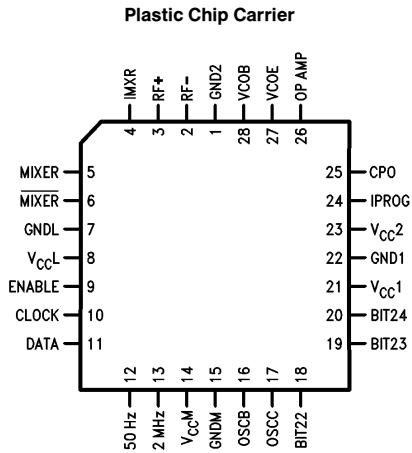 Plastic Chip Carrier
IMXR RF+ RF- GND2 VCOB VCOE OP AMP
4 3 2 1 28 27 26
MIXER 5
MIXER 6
GNDL 7
VCCL 8
ENABLE 9
CLOCK 10
DATA 11
25 CPO
24 IPROG
23 VCC2
22 GND1
21 VCC1
20 BIT24
19 BIT23
12 13 14 15 16 17 18
50 Hz 2 MHz VCCM GNDM OSCB OSCC BIT22